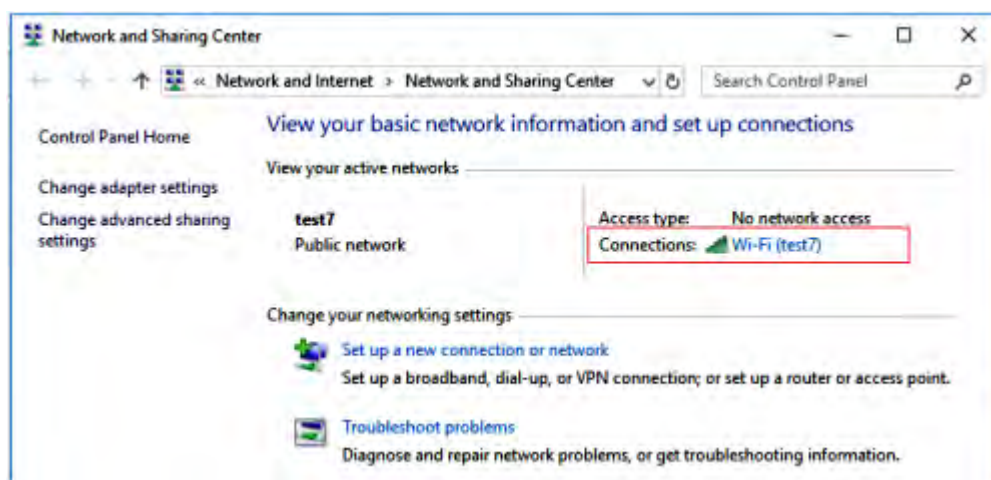 Network and Sharing Center
« Network and Internet > Network and Sharing Center
Search Control Panel
Control Panel Home
Change adapter settings
Change advanced sharing
settings
View your basic network information and set up connections
View your active networks
test7
Public network
Access type: No network access
Connections: Wi-Fi (test7)
Change your networking settings
Set up a new connection or network
Set up a broadband, dial-up, or VPN connection; or set up a router or access point.
Troubleshoot problems
Diagnose and repair network problems, or get troubleshooting information.